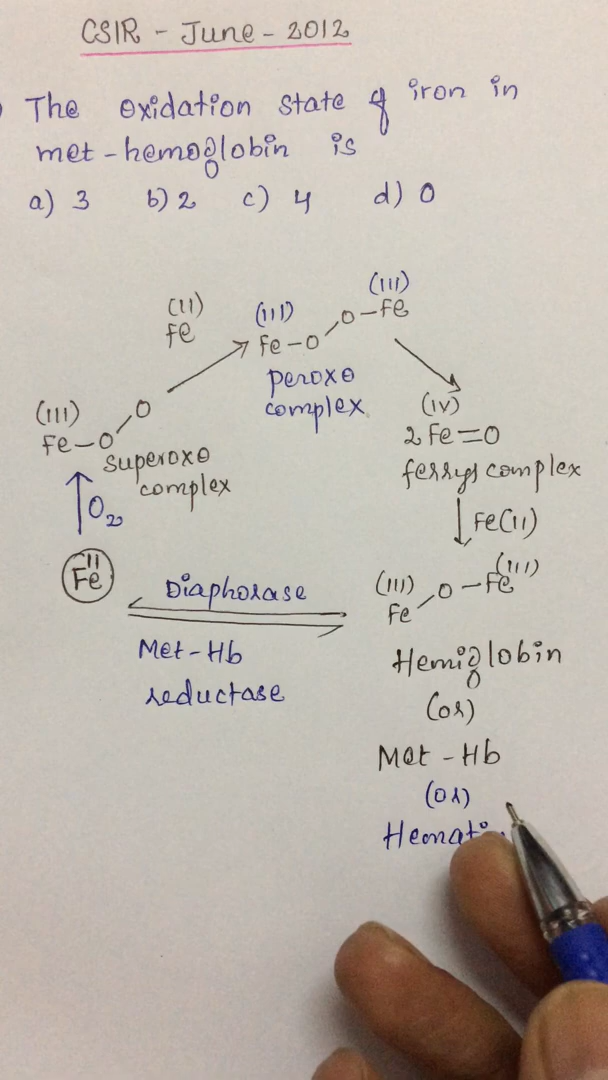 CSIR - June - 2012
The oxidation state of iron in
met-hemoglobin is
a) 3 b) 2 c) 4 d) 0
(II)
Fe
(III)
Fe-O
O-Fe
(III)
peroxo
complex
(III)
Fe-O
O
superoxo
complex
O2
II
Fe
(IV)
2Fe=O
ferryl complex
Fe(II)
(III)
Fe
O-Fe
(III)
Diaphorase
Met-Hb
reductase
Hemiglobin
(or)
Met-Hb
(or)